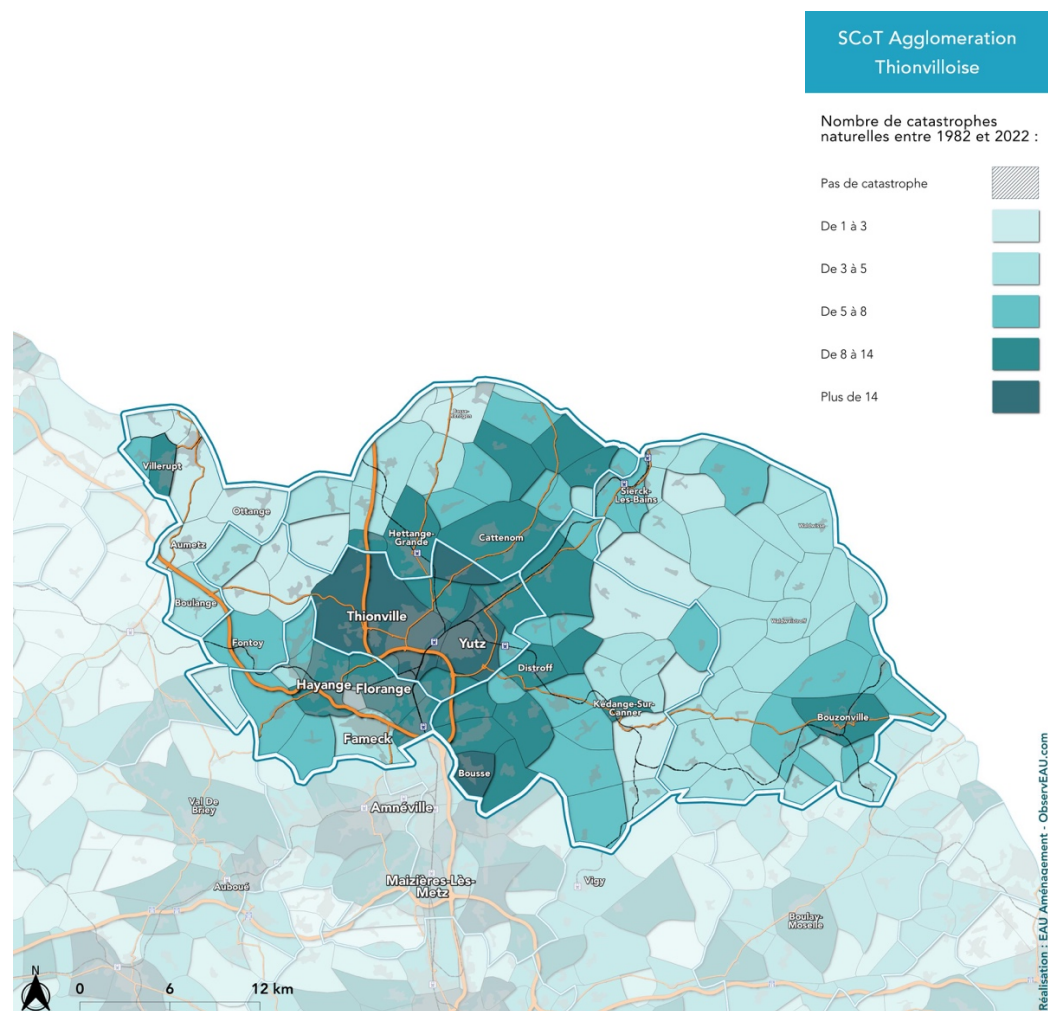 SCoT Agglomeration
Thionvilloise
Nombre de catastrophes
naturelles entre 1982 et 2022 :
Pas de catastrophe
De 1 à 3
De 3 à 5
De 5 à 8
De 8 à 14
Plus de 14
Villerupt
Ottange
Aumetz
Boulange
Fontoy
Hettange-
Grande
Cattenom
Sierck-
Les-Bains
Thionville
Yutz
Distroff
Hayange
-Florange
Kédange-Sur-
Canner
Bouzonville
Fameck
Bousse
Amnéville
Val De
Briey
Auboué
Maizières-Lès-
Metz
Vigy
Boulay-
Moselle
N
0 6 12 km
Réalisation : EAU Aménagement - ObservEAU.com